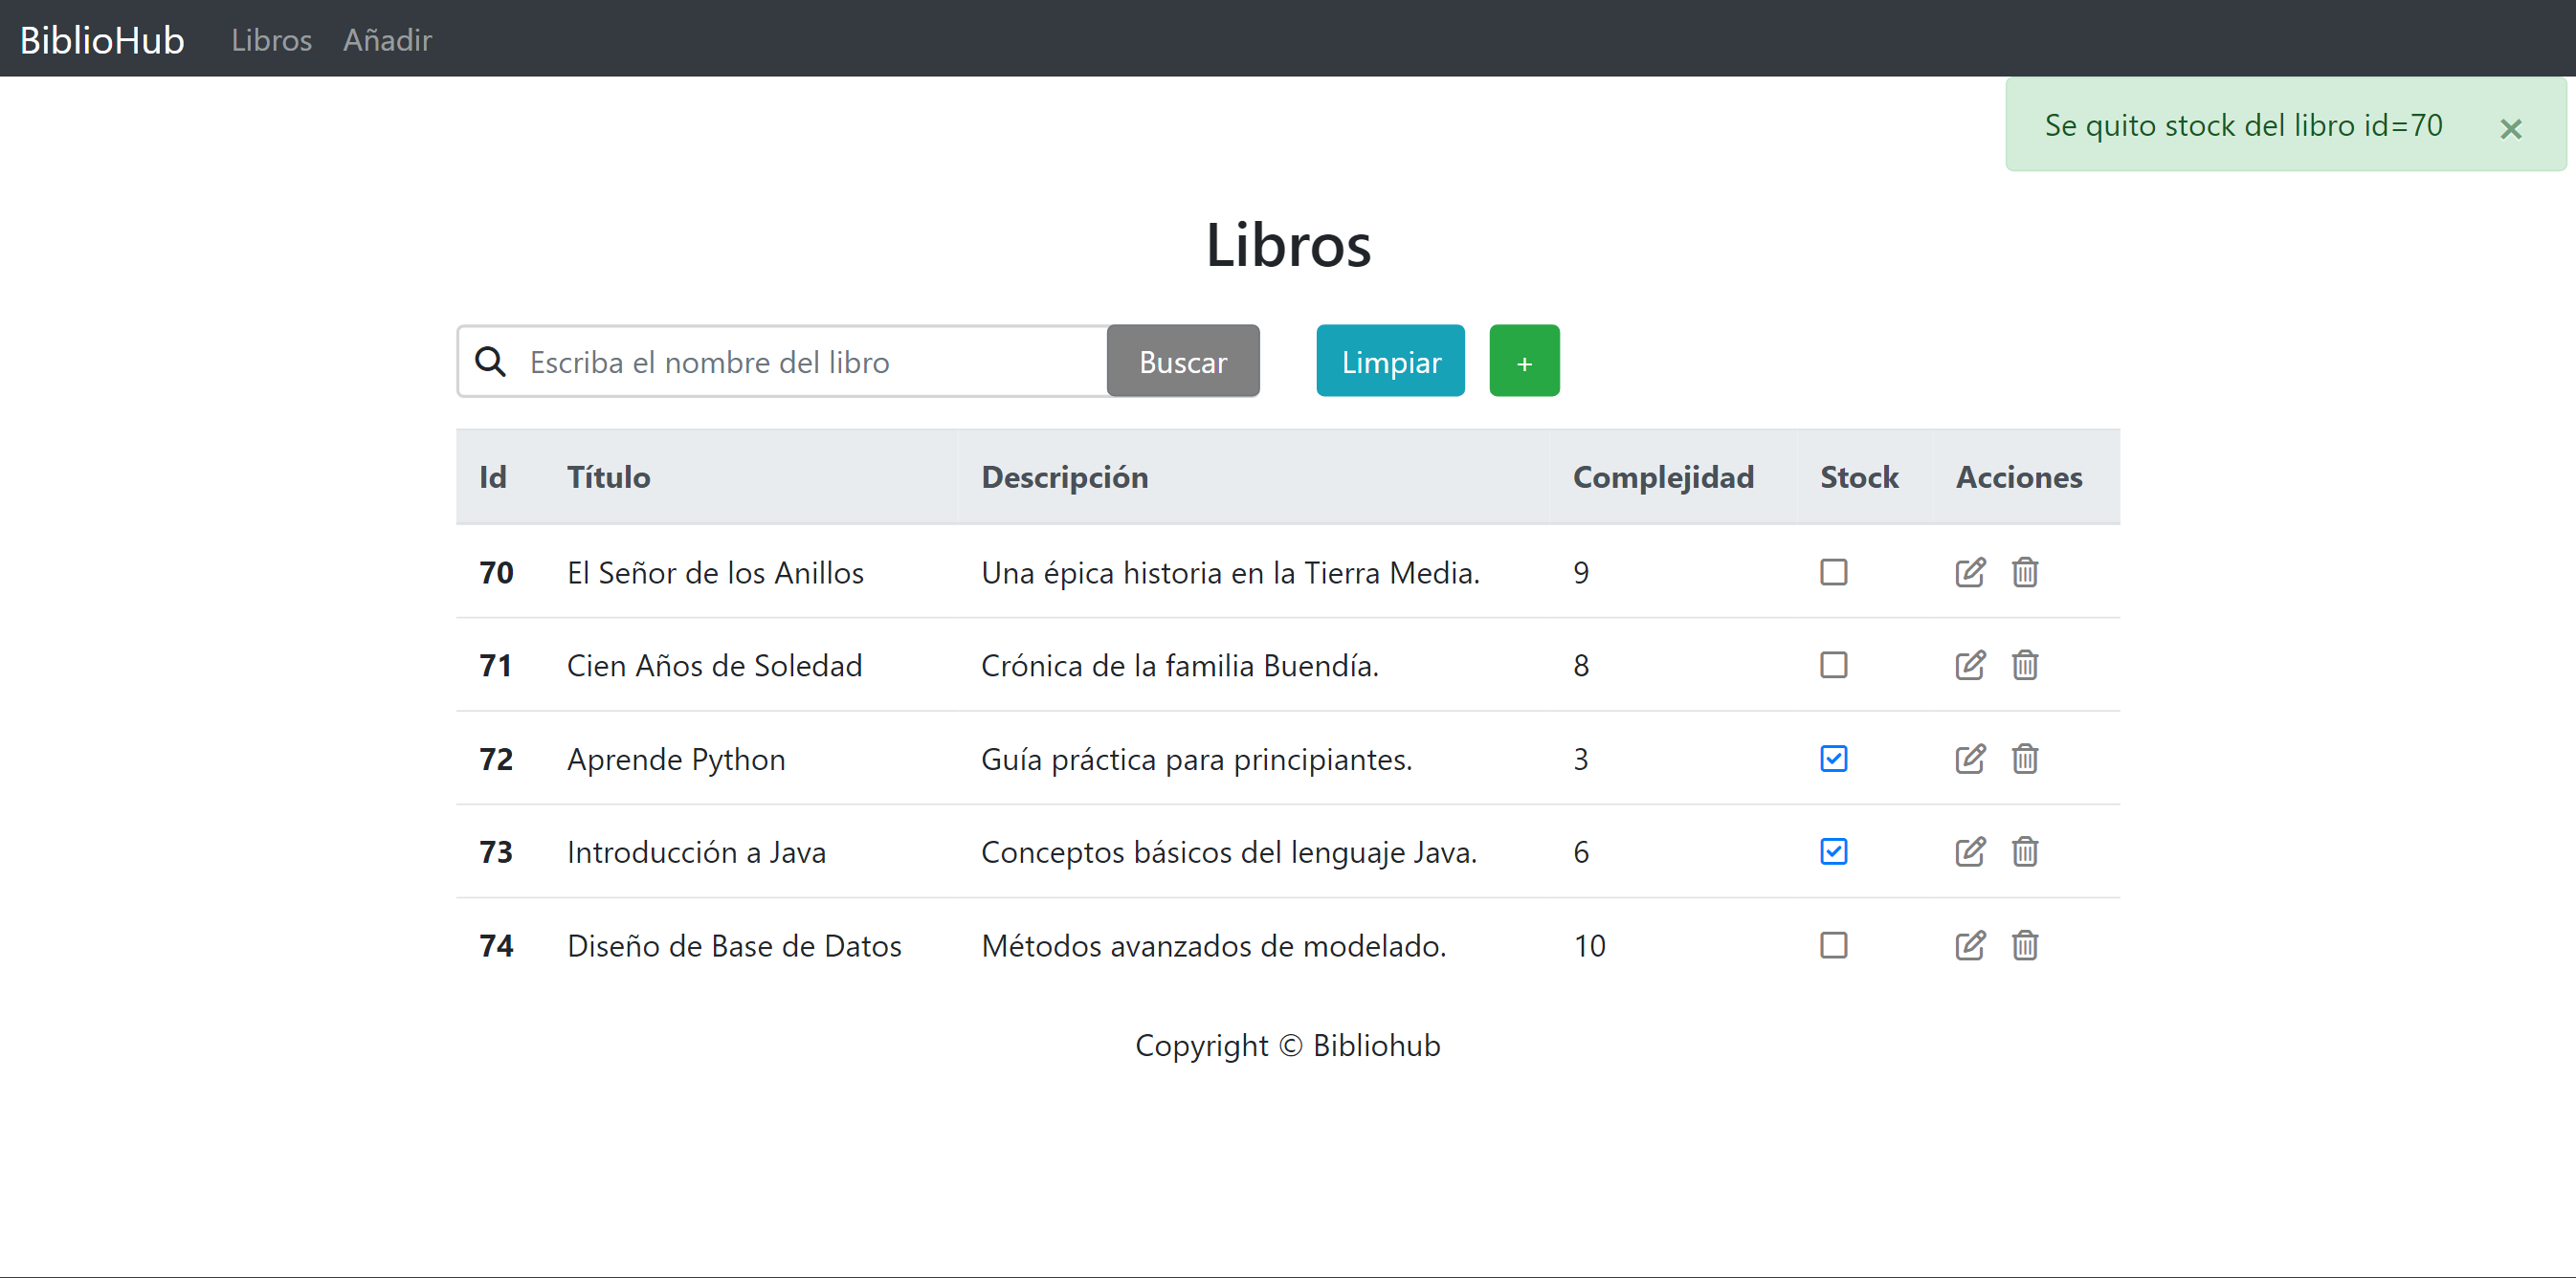 BiblioHub Libros Añadir
Se quito stock del libro id=70 ×
Libros
Escriba el nombre del libro Buscar Limpiar +
Id Título Descripción Complejidad Stock Acciones
70 El Señor de los Anillos Una épica historia en la Tierra Media. 9
71 Cien Años de Soledad Crónica de la familia Buendía. 8
72 Aprende Python Guía práctica para principiantes. 3
73 Introducción a Java Conceptos básicos del lenguaje Java. 6
74 Diseño de Base de Datos Métodos avanzados de modelado. 10
Copyright © Bibliohub